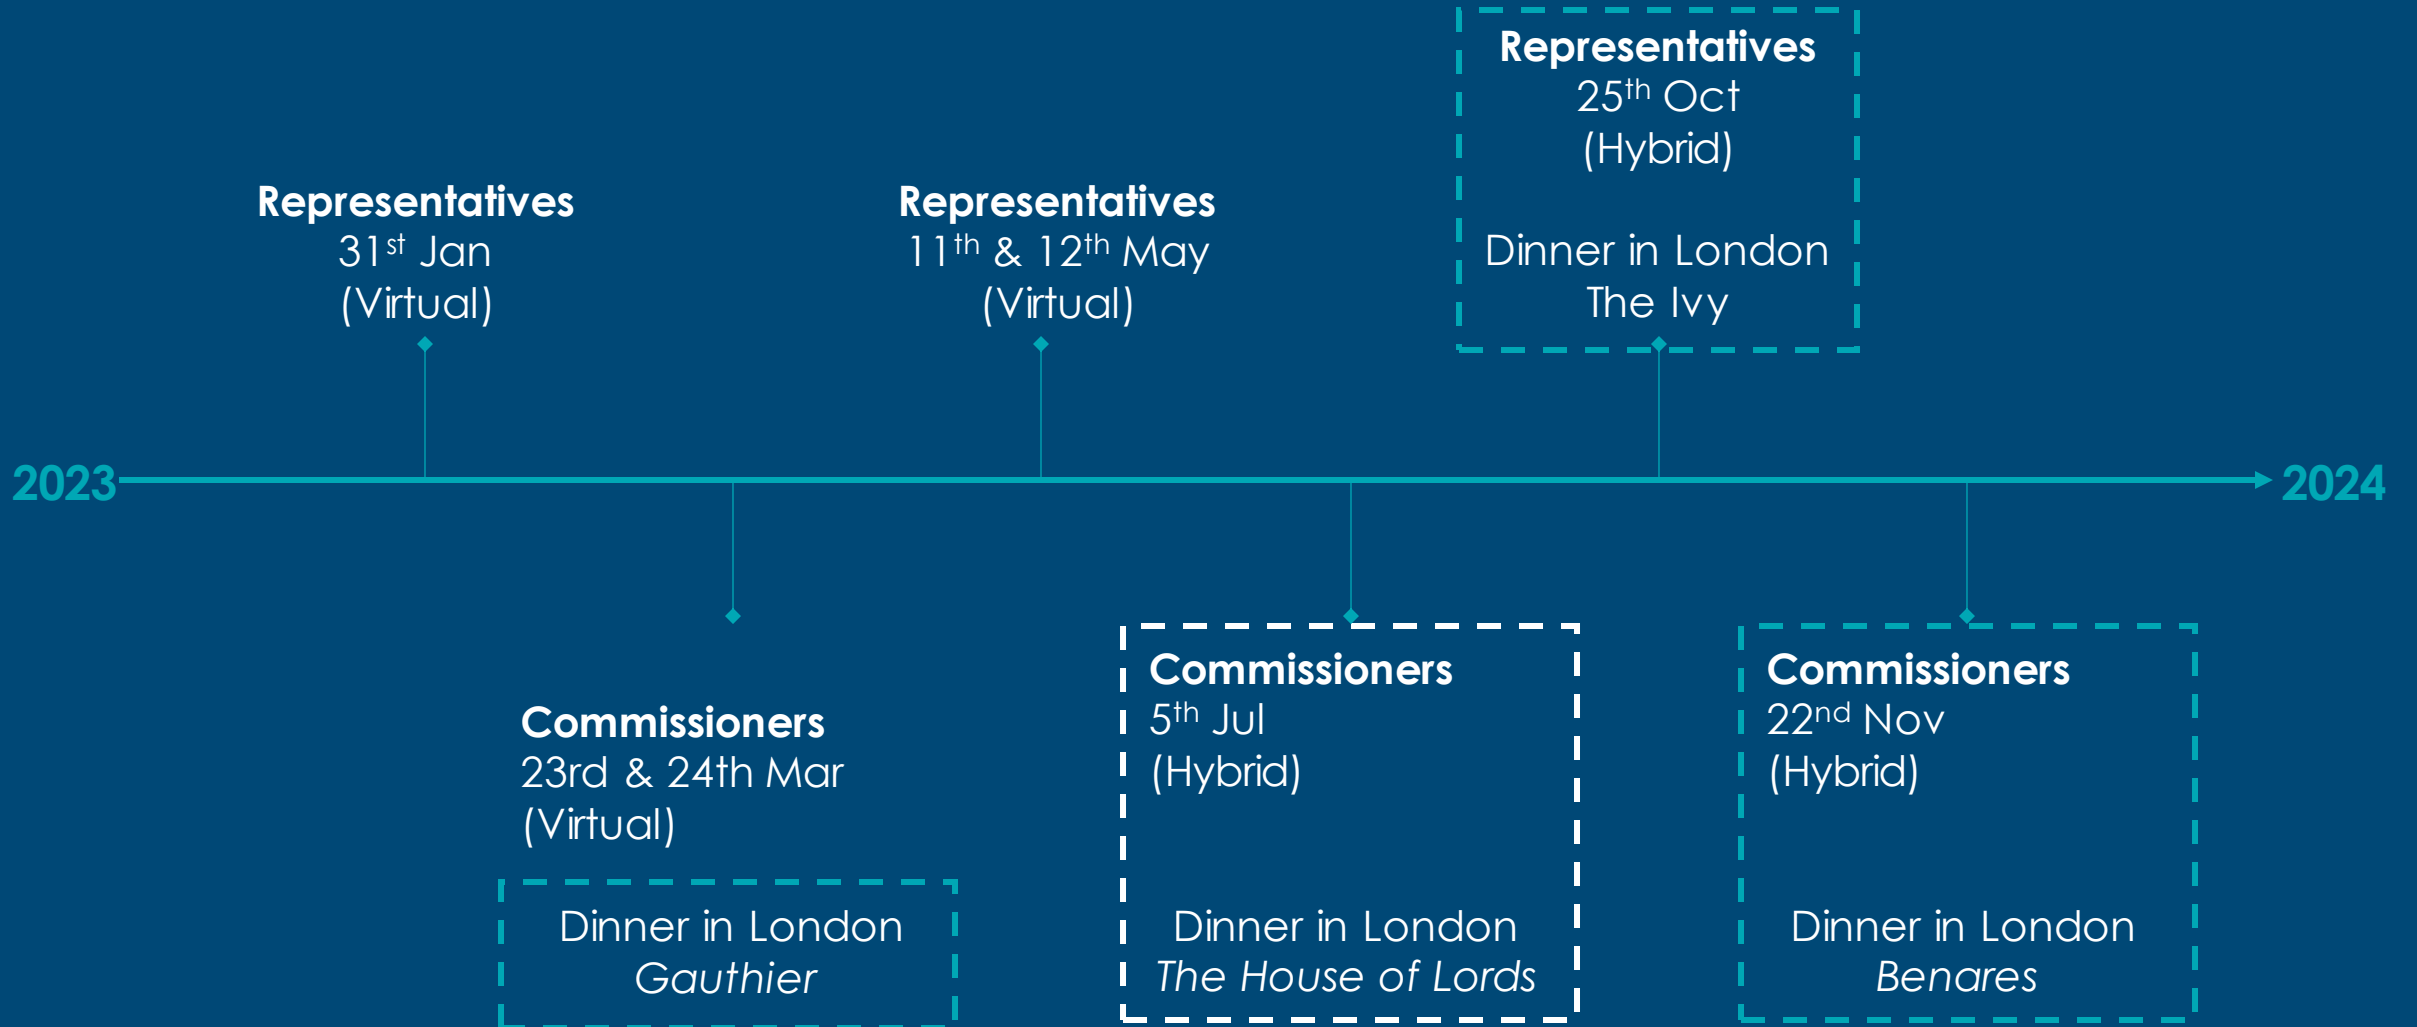 Representatives
25th Oct
(Hybrid)
Dinner in London
The Ivy
Representatives
31st Jan
(Virtual)
Representatives
11th & 12th May
(Virtual)
2023
2024
Commissioners
23rd & 24th Mar
(Virtual)
Dinner in London
Gauthier
Commissioners
5th Jul
(Hybrid)
Dinner in London
The House of Lords
Commissioners
22nd Nov
(Hybrid)
Dinner in London
Benares